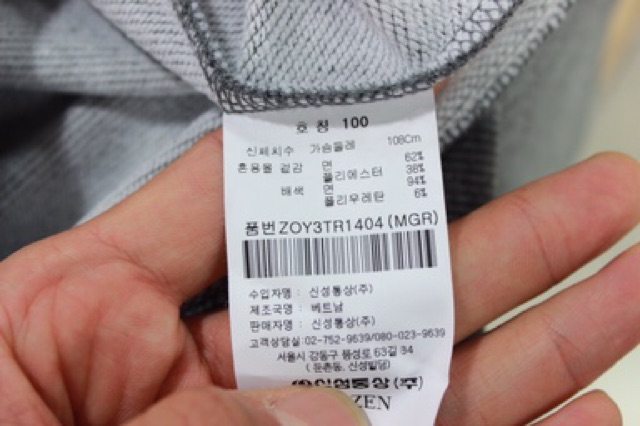 호칭 100
신체치수 가슴둘레 108Cm
혼용율 겉감 면 62%
폴리에스터 38%
배색 면 94%
폴리우레탄 6%
품번ZOY3TR1404(MGR)
수입자명 : 신성통상(주)
제조국명 : 베트남
판매자명 : 신성통상(주)
고객상담실: 02-752-9639/080-023-9639
서울시 강동구 풍성로 63길 34
( 둔촌동, 신성빌딩)
신성통상(주)
ZEN